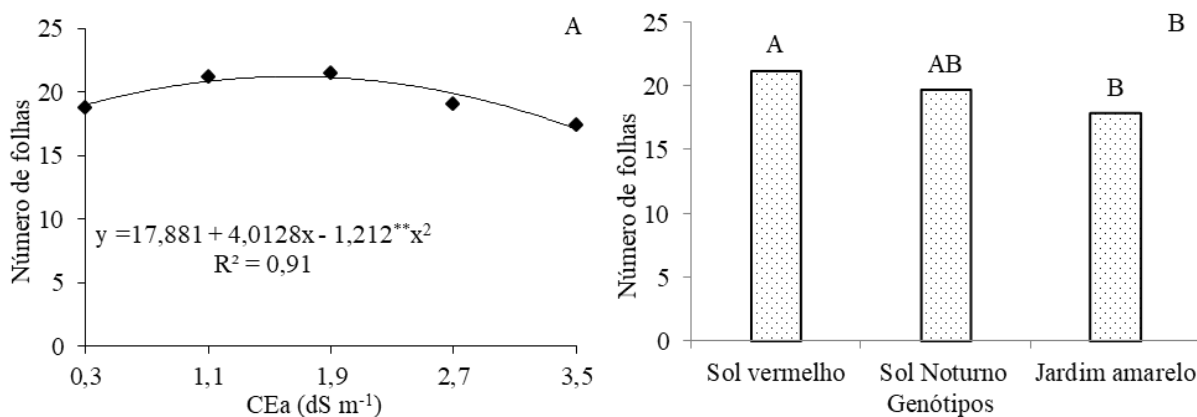 A
Número de folhas
25
20
15
10
5
0
y =17,881 + 4,0128x - 1,212**x²
R² = 0,91
0,3 1,1 1,9 2,7 3,5
CEa (dS m⁻¹)
B
Número de folhas
25
20
15
10
5
0
A AB B
Sol vermelho Sol Noturno Jardim amarelo
Genótipos